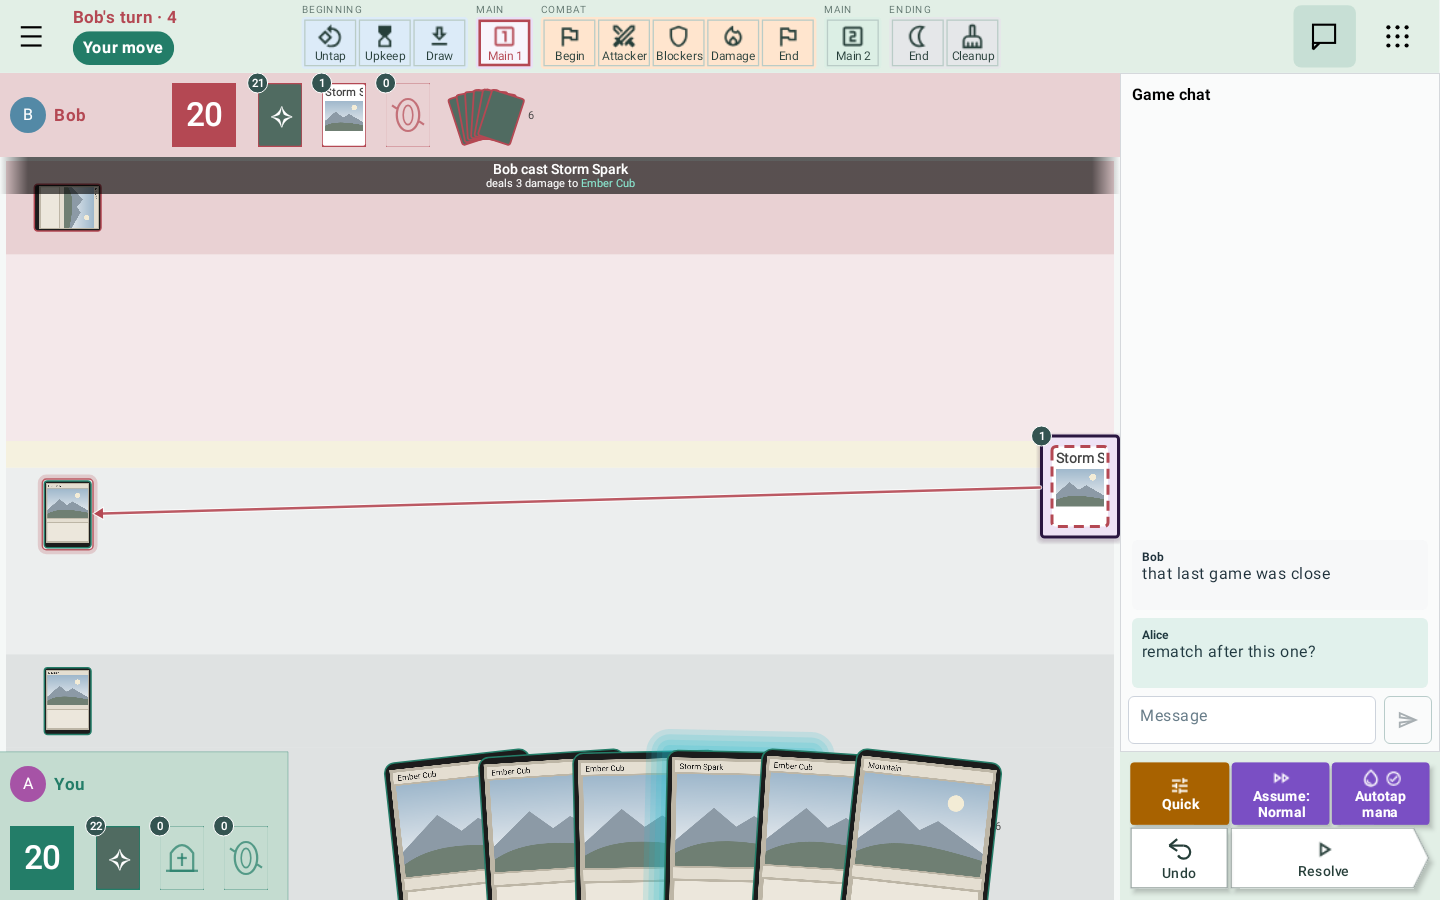 Bob's turn · 4
Your move
BEGINNING
MAIN
COMBAT
MAIN
ENDING
Untap
Upkeep
Draw
1
Main 1
Begin
Attacker
Blockers
Damage
End
2
Main 2
End
Cleanup
B
Bob
20
21
1
Storm S
0
6
Bob cast Storm Spark
deals 3 damage to Ember Cub
1
Storm S
Game chat
Bob
that last game was close
Alice
rematch after this one?
Message
A
You
20
22
0
0
Ember Cub
Ember Cub
Ember Cub
Storm Spark
Ember Cub
Mountain
6
Quick
Assume:
Normal
Autotap
mana
Undo
Resolve